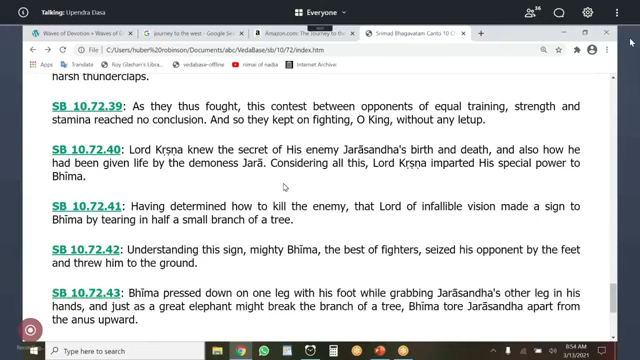 Talking: Upendra Dasa
Everyone
36
Waves of Devotion » Waves of G
journey to the west - Google Sea
Amazon.com: The Journey to the
Srimad Bhagavatam Canto 10 Ch
File | C:/Users/huber robinson/Documents/abc/VedaBase/sb/10/72/index.htm
Apps
Google Translate
Roy Glashan's Library
vedabase-offline
nimai of nadia
Imported
Other bookmarks
harsh thunderclaps.
SB 10.72.39: As they thus fought, this contest between opponents of equal training, strength and
stamina reached no conclusion. And so they kept on fighting, O King, without any letup.
SB 10.72.40: Lord Kṛṣṇa knew the secret of His enemy Jarāsandha's birth and death, and also how
he had been given life by the demoness Jarā. Considering all this, Lord Kṛṣṇa imparted His special power to
Bhīma.
SB 10.72.41: Having determined how to kill the enemy, that Lord of infallible vision made a sign to
Bhīma by tearing in half a small branch of a tree.
SB 10.72.42: Understanding this sign, mighty Bhīma, the best of fighters, seized his opponent by the feet
and threw him to the ground.
SB 10.72.43: Bhīma pressed down on one leg with his foot while grabbing Jarāsandha's other leg in his
hands, and just as a great elephant might break the branch of a tree, Bhīma tore Jarāsandha apart from
the anus upward.
Type here to search
8:54 AM
3/13/2021